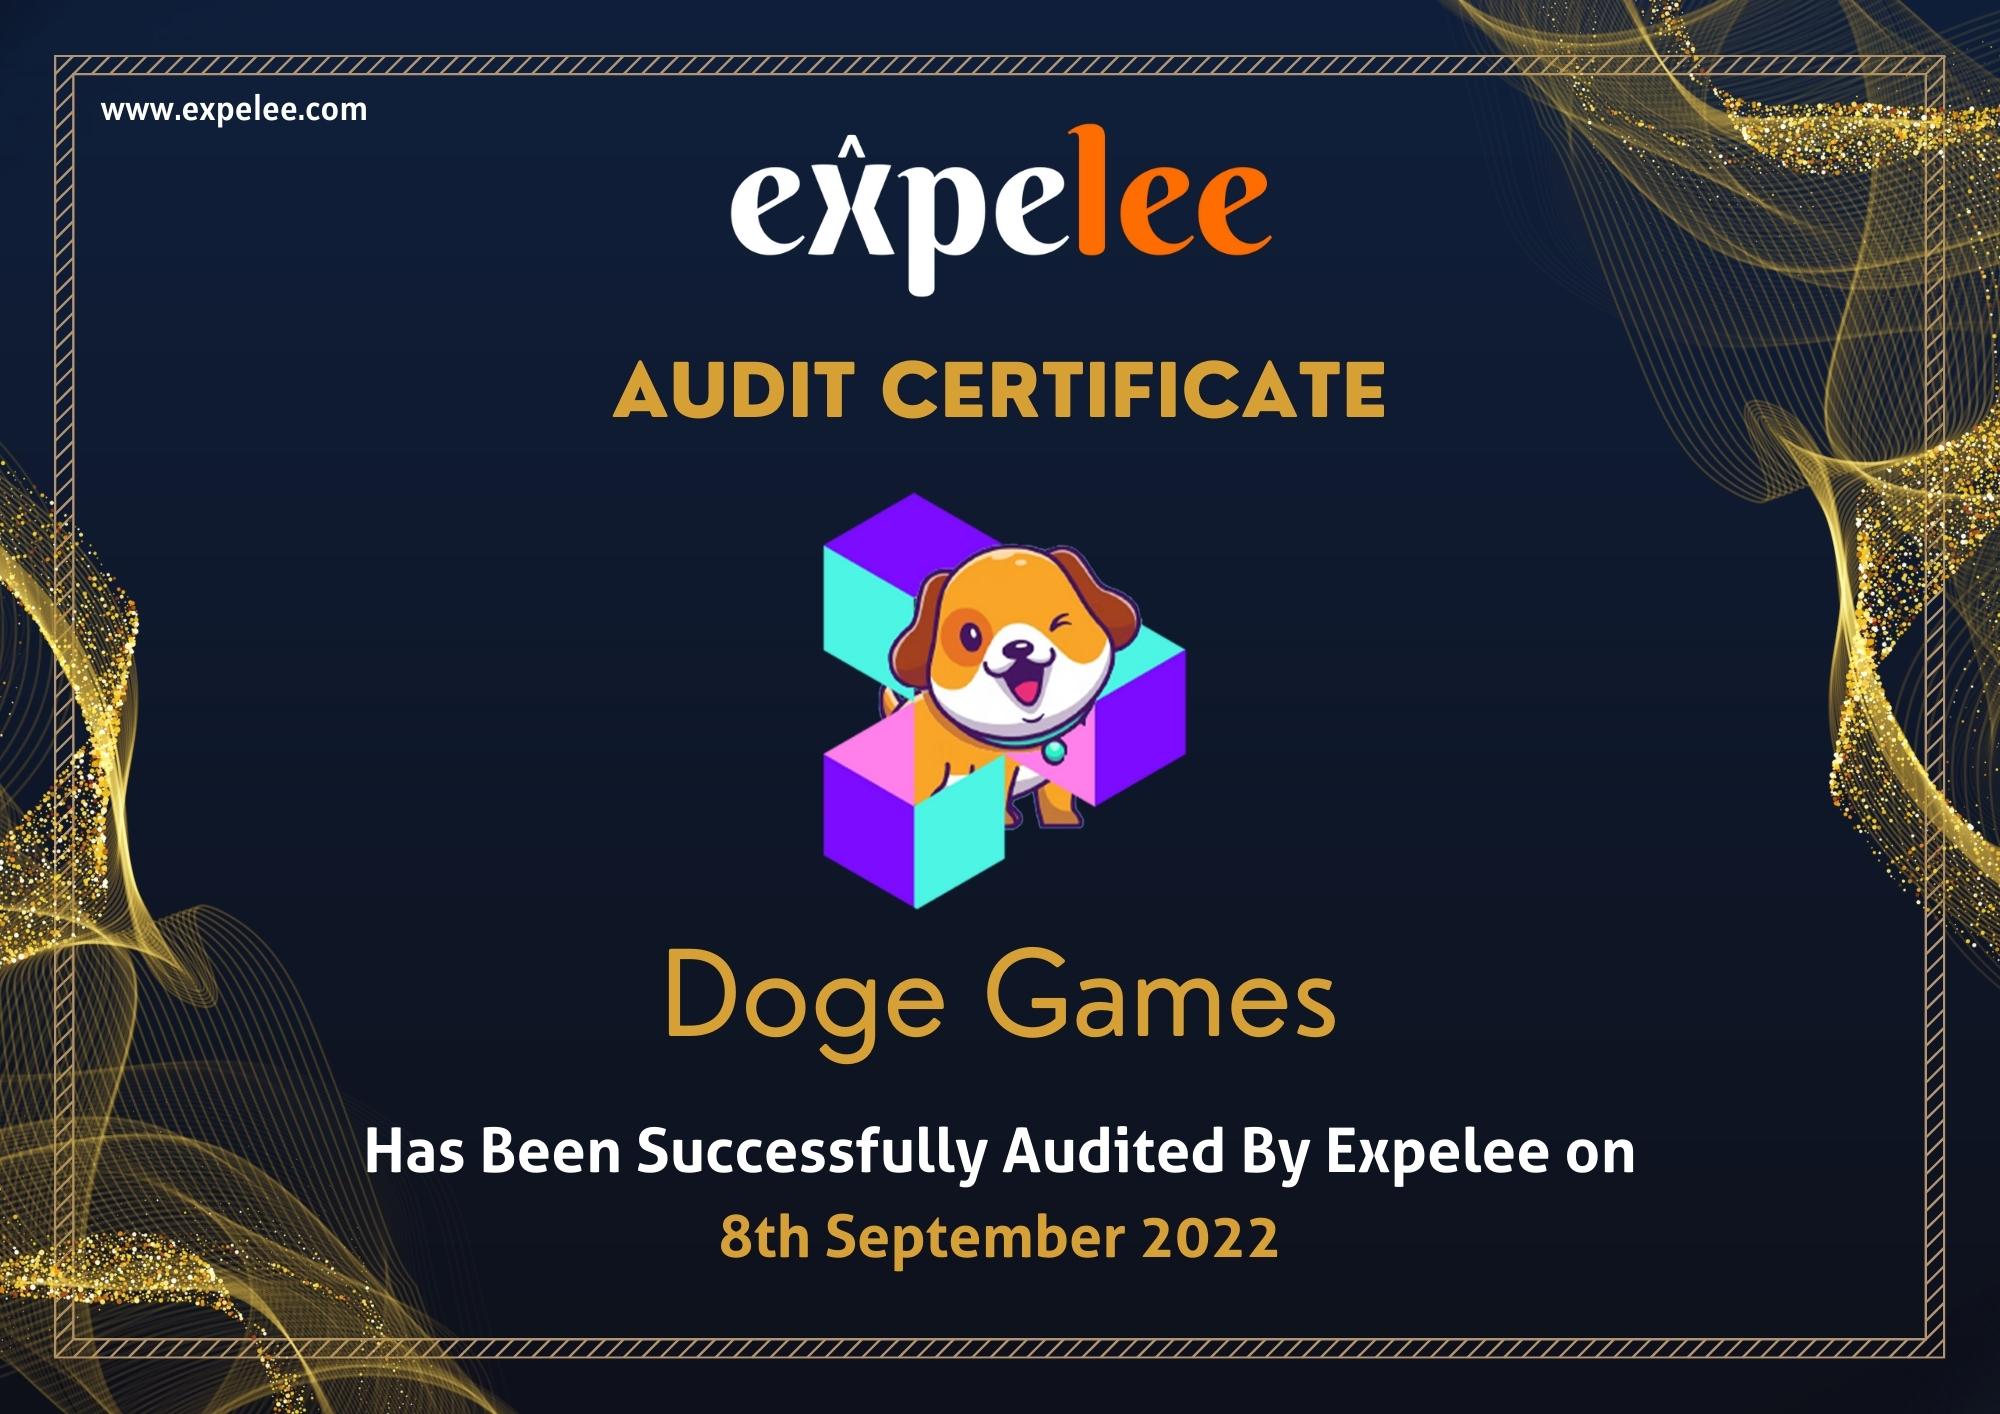 www.expelee.com
expelee
AUDIT CERTIFICATE
Doge Games
Has Been Successfully Audited By Expelee on
8th September 2022